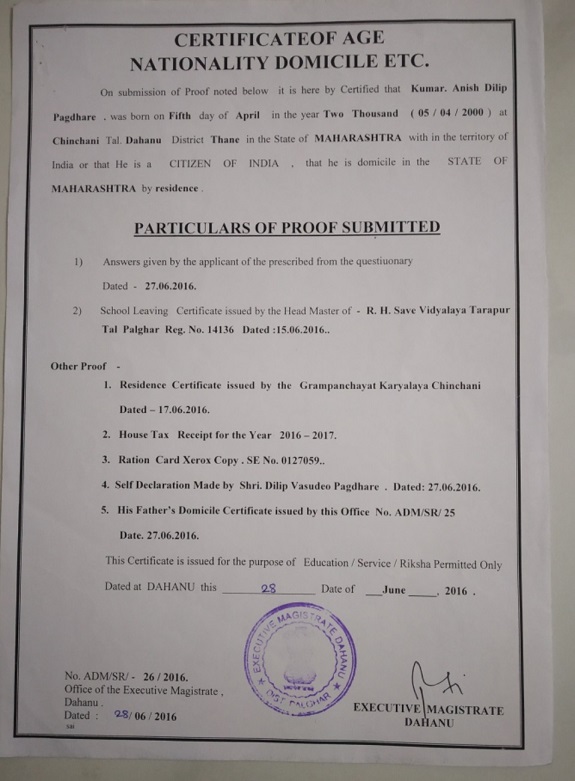 CERTIFICATEOF AGE
NATIONALITY DOMICILE ETC.
On submission of Proof noted below it is here by Certified that Kumar. Anish Dilip
Pagdhare . was born on Fifth day of April in the year Two Thousand ( 05 / 04 / 2000 ) at
Chinchani Tal. Dahanu District Thane in the State of MAHARASHTRA with in the territory of
India or that He is a CITIZEN OF INDIA , that he is domicile in the STATE OF
MAHARASHTRA by residence .
PARTICULARS OF PROOF SUBMITTED
1) Answers given by the applicant of the prescribed from the questiuonary
Dated - 27.06.2016.
2) School Leaving Certificate issued by the Head Master of - R. H. Save Vidyalaya Tarapur
Tal Palghar Reg. No. 14136 Dated :15.06.2016..
Other Proof -
1. Residence Certificate issued by the Grampanchayat Karyalaya Chinchani
Dated – 17.06.2016.
2. House Tax Receipt for the Year 2016 – 2017.
3. Ration Card Xerox Copy . SE No. 0127059..
4. Self Declaration Made by Shri. Dilip Vasudeo Pagdhare . Dated: 27.06.2016.
5. His Father's Domicile Certificate issued by this Office No. ADM/SR/ 25
Date. 27.06.2016.
This Certificate is issued for the purpose of Education / Service / Riksha Permitted Only
Dated at DAHANU this 28 Date of June . 2016 .
EXECUTIVE MAGISTRATE DAHANU
DIST. PALGHAR
No. ADM/SR/ - 26 / 2016.
Office of the Executive Magistrate ,
Dahanu .
Dated : 28/ 06 / 2016
sai
EXECUTIVE MAGISTRATE
DAHANU